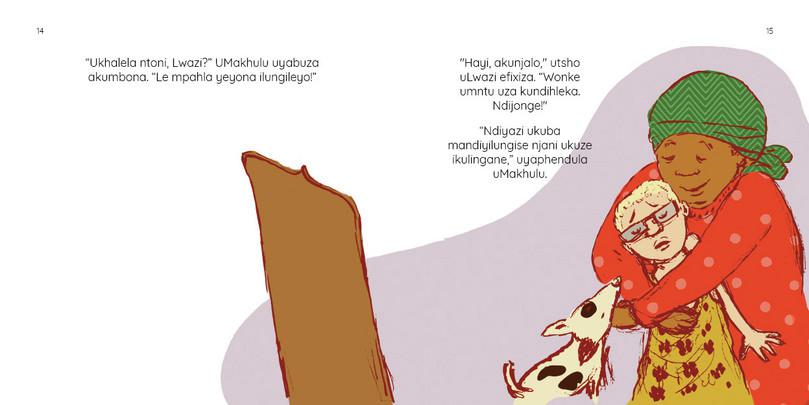 14
15
“Ukhalela ntoni, Lwazi?” UMakhulu uyabuza
akumbona. “Le mpahla yeyona ilungileyo!”
"Hayi, akunjalo," utsho
uLwazi efixiza. “Wonke
umntu uza kundihleka.
Ndijonge!"
“Ndiyazi ukuba
mandiyilungise njani ukuze
ikulingane,” uyaphendula
uMakhulu.